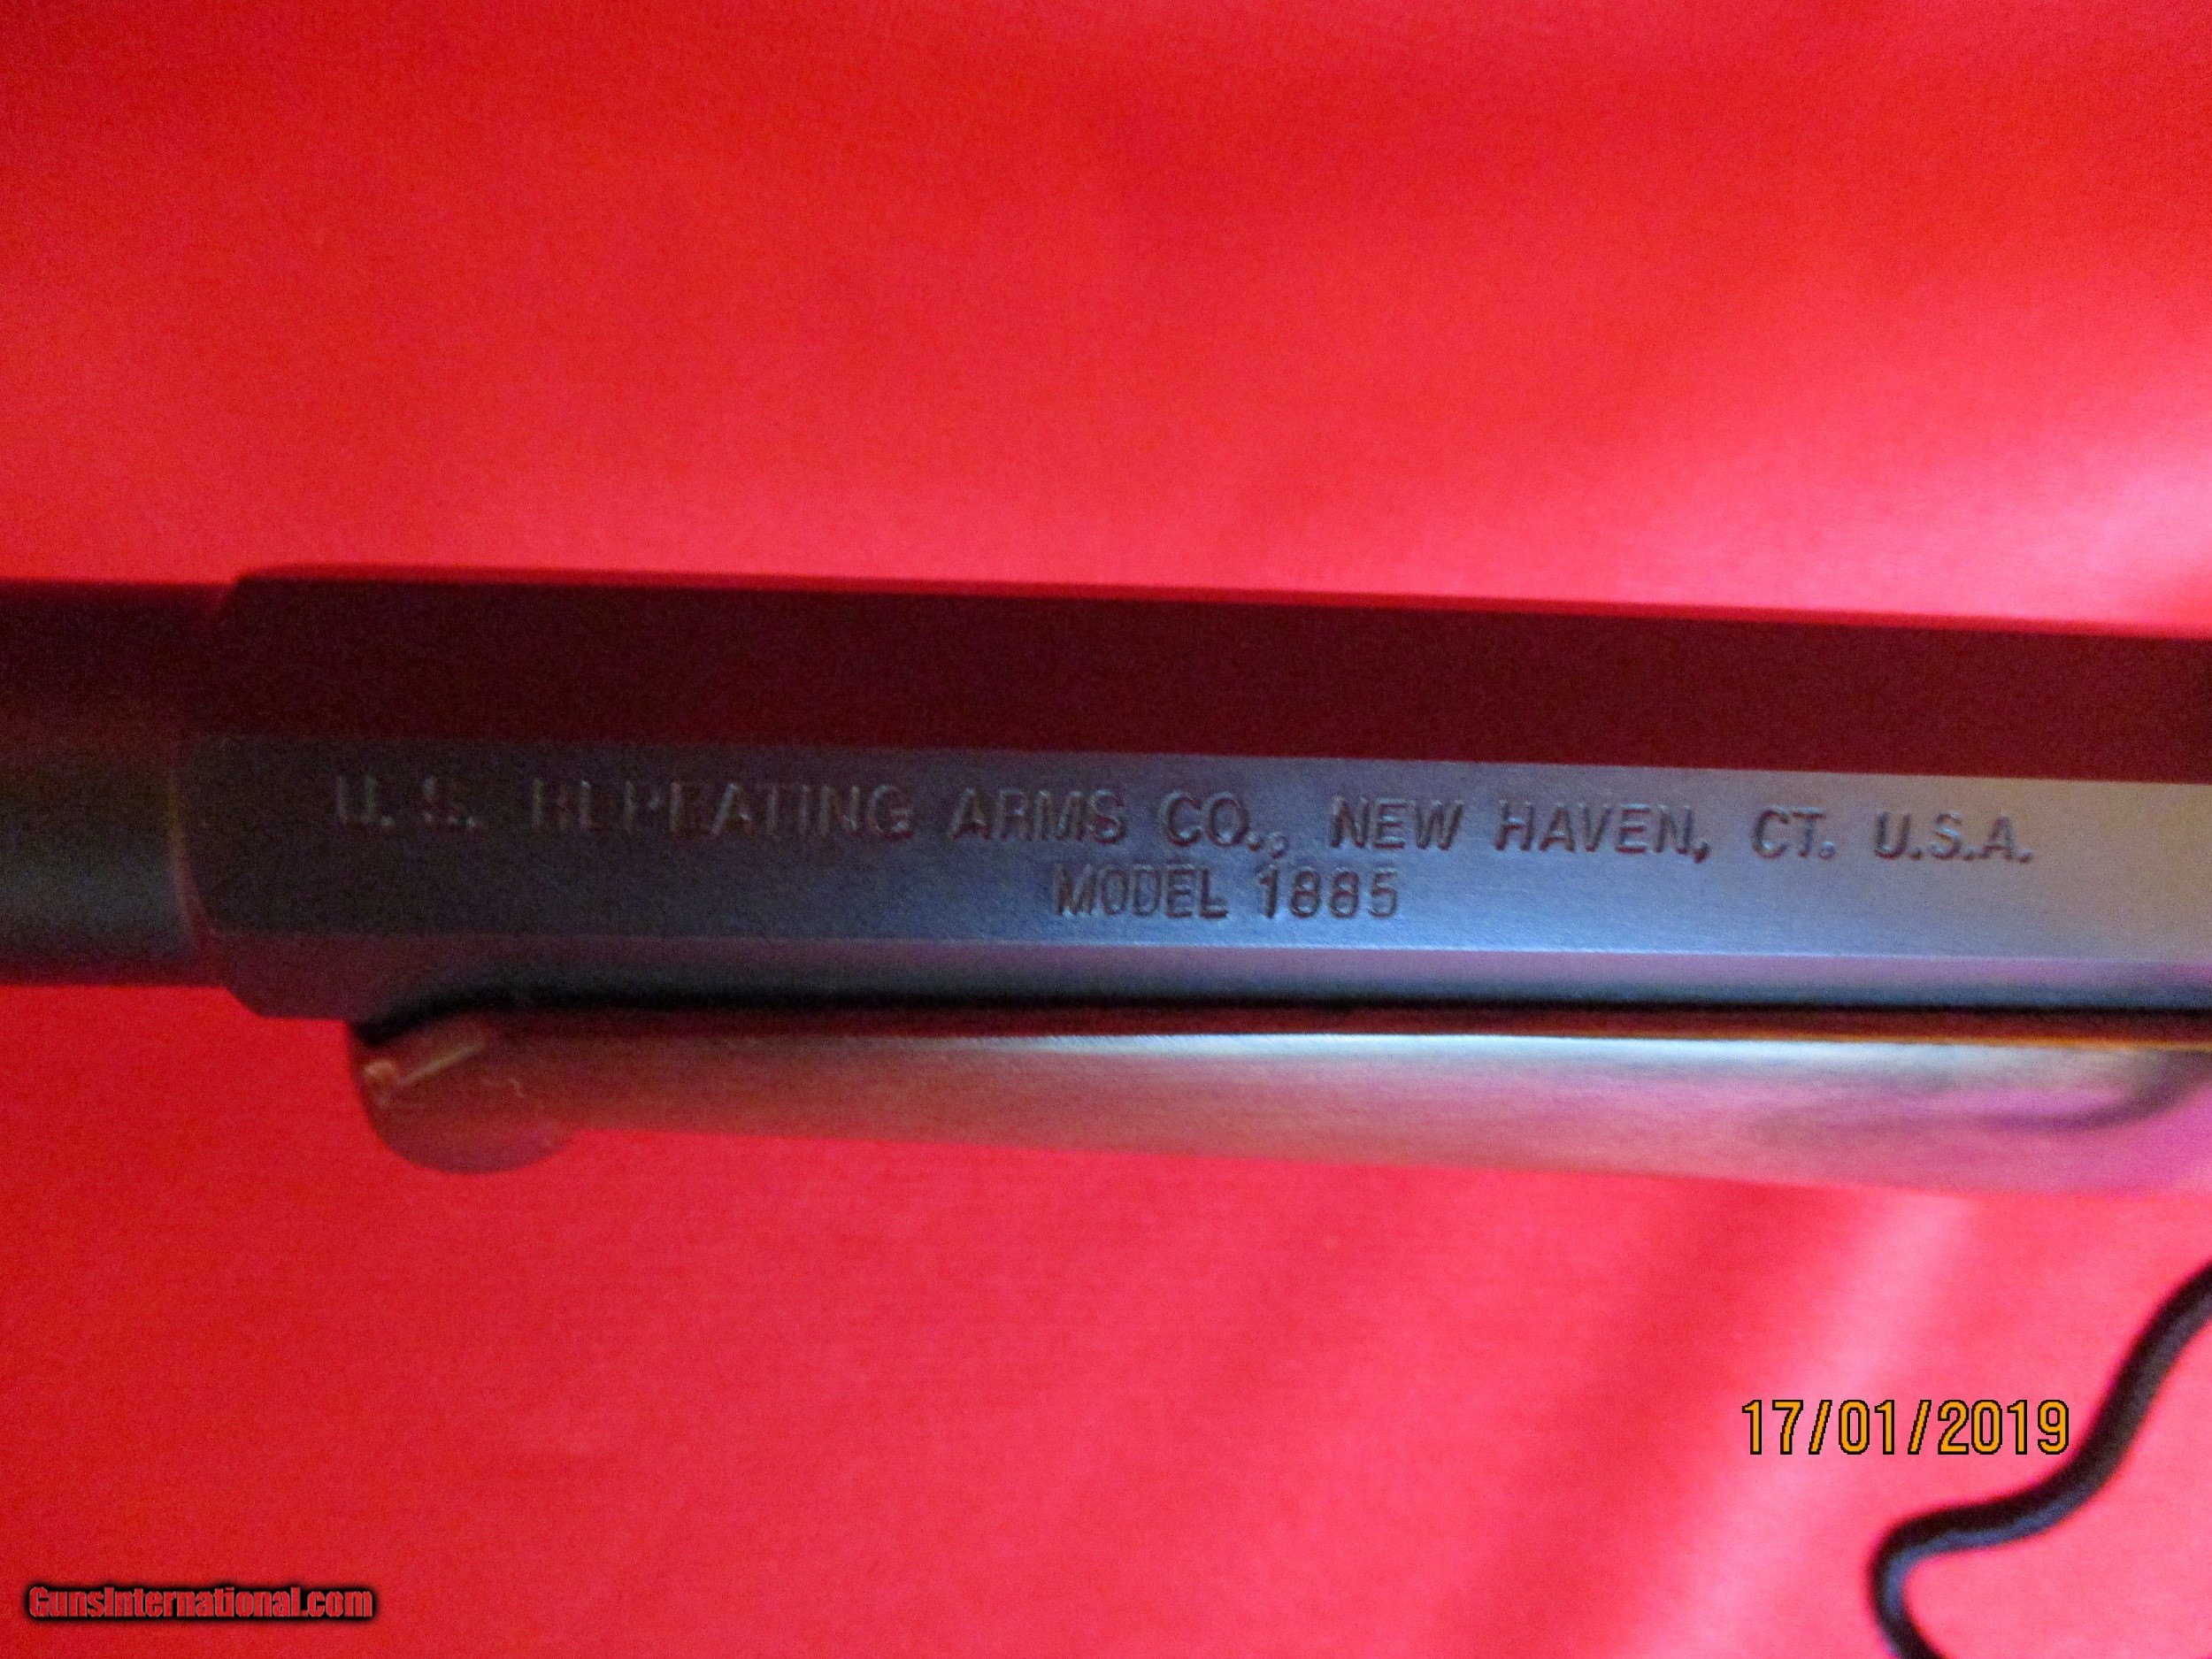 U. S. REPEATING ARMS CO., NEW HAVEN, CT. U.S.A.
MODEL 1885
17/01/2019
GunsInternational.com